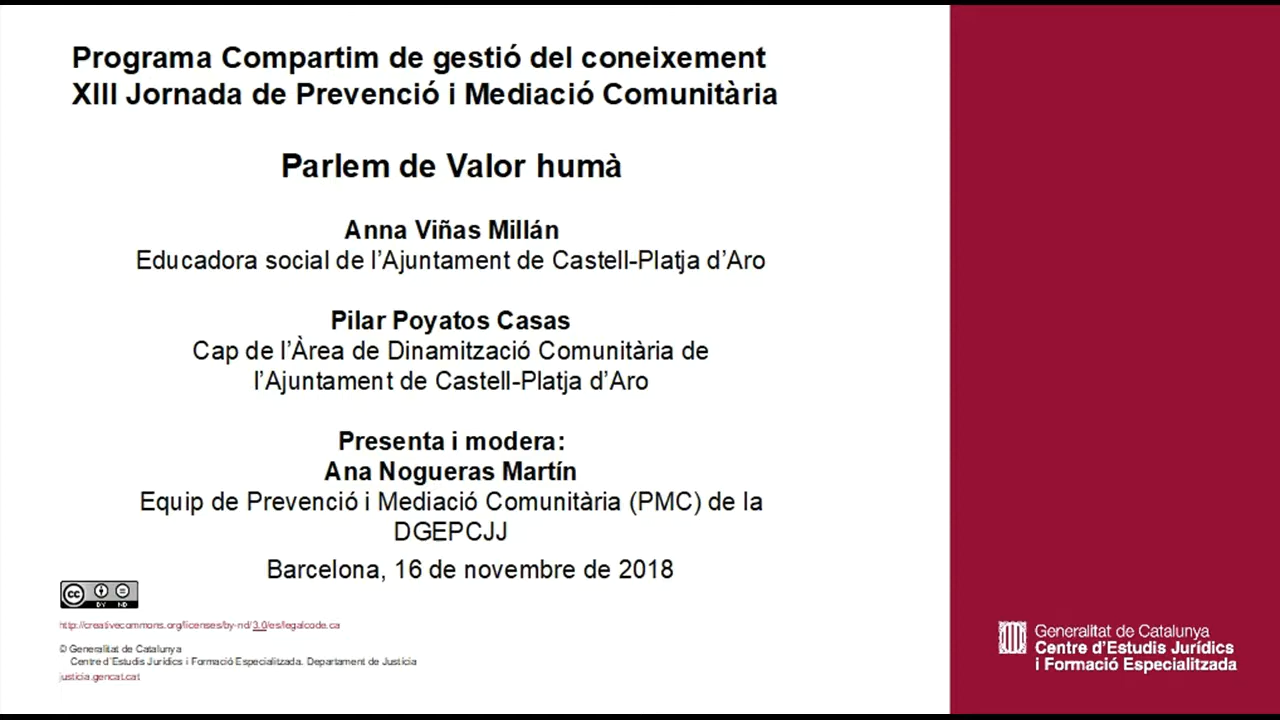 Programa Compartim de gestió del coneixement
XIII Jornada de Prevenció i Mediació Comunitària
Parlem de Valor humà
Anna Viñas Millán
Educadora social de l'Ajuntament de Castell-Platja d'Aro
Pilar Poyatos Casas
Cap de l'Àrea de Dinamització Comunitària de
l'Ajuntament de Castell-Platja d'Aro
Presenta i modera:
Ana Nogueras Martín
Equip de Prevenció i Mediació Comunitària (PMC) de la
DGEPCJJ
Barcelona, 16 de novembre de 2018
cc BY ND
http://creativecommons.org/licenses/by-nd/3.0/es/legalcode.ca
© Generalitat de Catalunya
Centre d'Estudis Jurídics i Formació Especialitzada. Departament de Justícia
justicia.gencat.cat
Generalitat de Catalunya
Centre d'Estudis Jurídics
i Formació Especialitzada